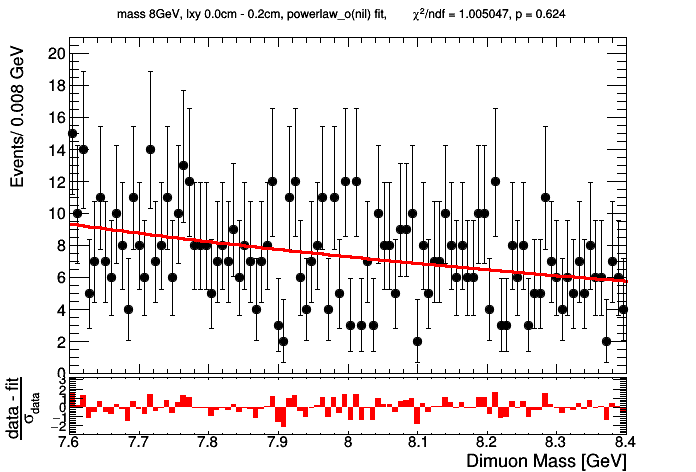 mass 8GeV, lxy 0.0cm - 0.2cm, powerlaw_o(nil) fit, χ²/ndf = 1.005047, p = 0.624
Events/ 0.008 GeV
20
18
16
14
12
10
8
6
4
2
0
data - fit
σdata
3
2
1
0
−1
−2
7.6 7.7 7.8 7.9 8 8.1 8.2 8.3 8.4
Dimuon Mass [GeV]